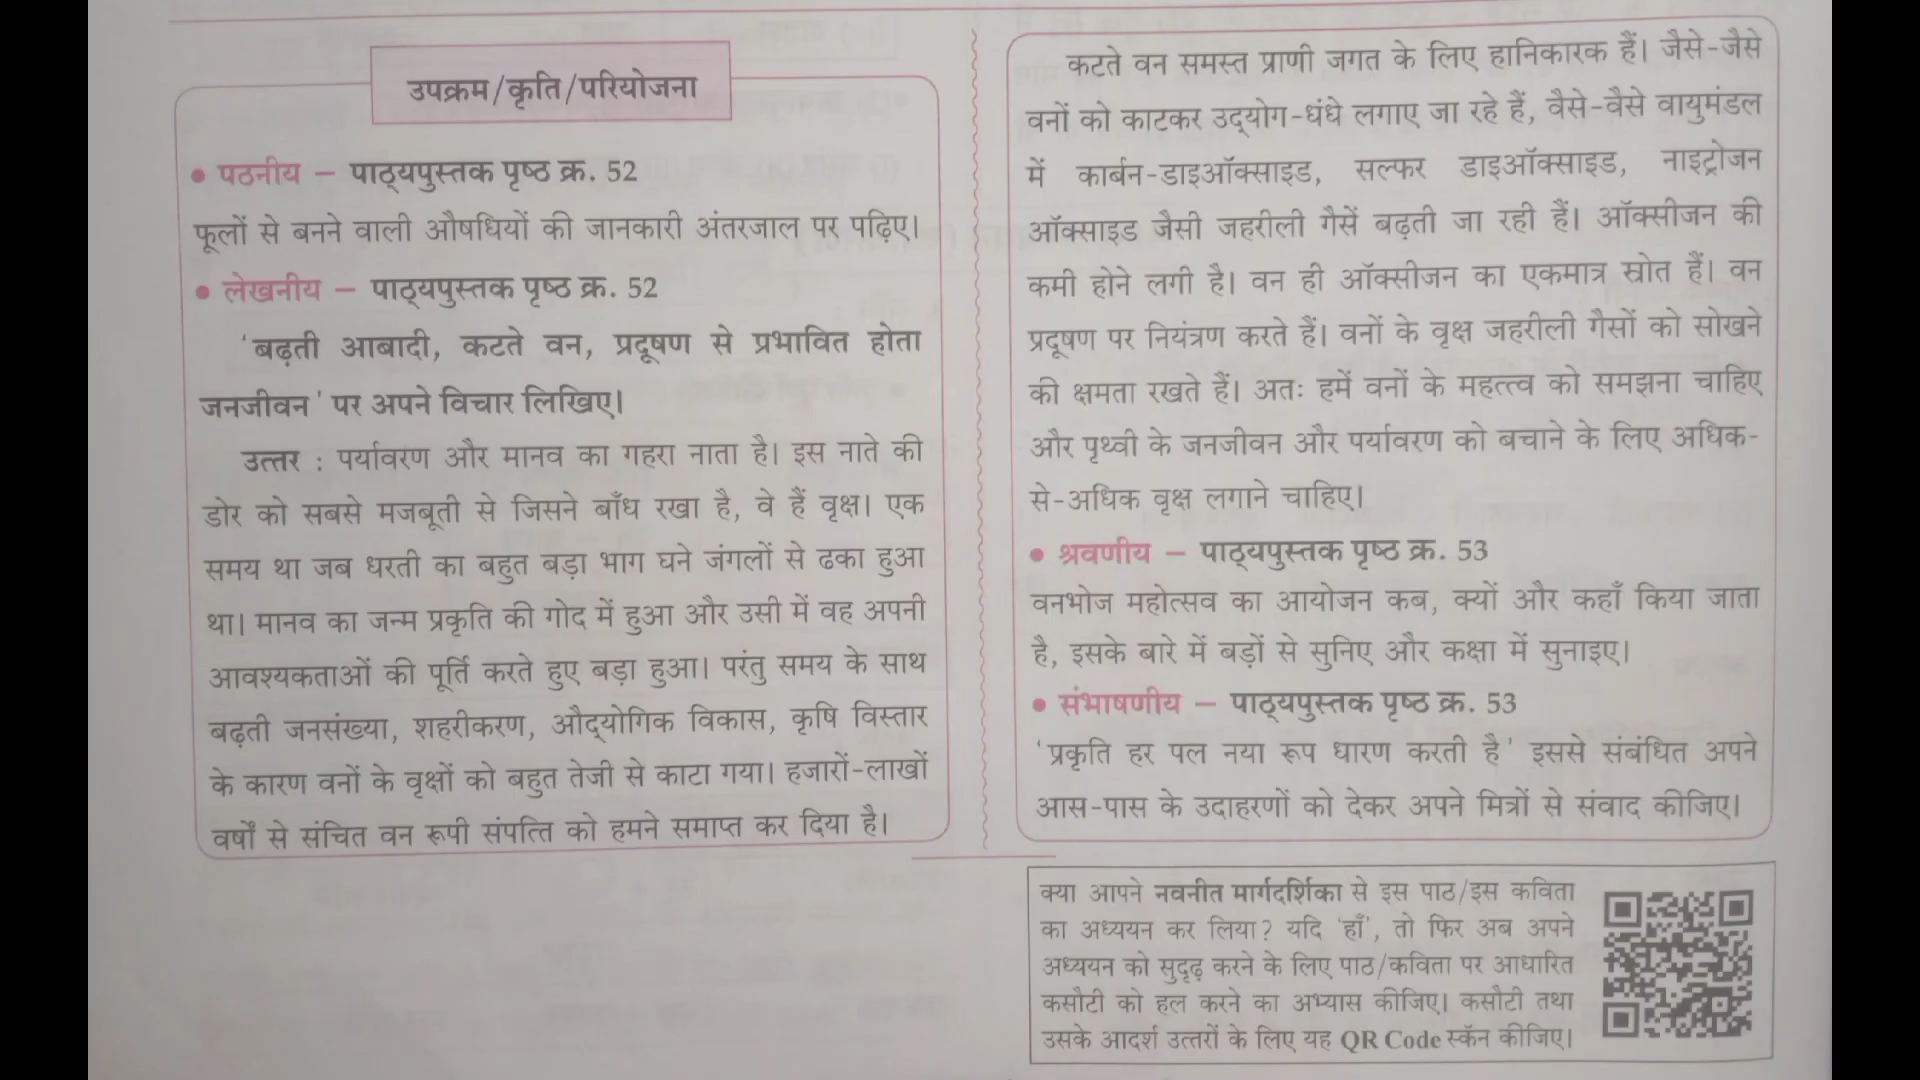 उपक्रम/कृति/परियोजना
• पठनीय – पाठ्यपुस्तक पृष्ठ क्र. 52
फूलों से बनने वाली औषधियों की जानकारी अंतरजाल पर पढ़िए।
• लेखनीय – पाठ्यपुस्तक पृष्ठ क्र. 52
'बढ़ती आबादी, कटते वन, प्रदूषण से प्रभावित होता
जनजीवन' पर अपने विचार लिखिए।
उत्तर : पर्यावरण और मानव का गहरा नाता है। इस नाते की
डोर को सबसे मजबूती से जिसने बाँध रखा है, वे हैं वृक्ष। एक
समय था जब धरती का बहुत बड़ा भाग घने जंगलों से ढका हुआ
था। मानव का जन्म प्रकृति की गोद में हुआ और उसी में वह अपनी
आवश्यकताओं की पूर्ति करते हुए बड़ा हुआ। परंतु समय के साथ
बढ़ती जनसंख्या, शहरीकरण, औद्योगिक विकास, कृषि विस्तार
के कारण वनों के वृक्षों को बहुत तेजी से काटा गया। हजारों-लाखों
वर्षों से संचित वन रूपी संपत्ति को हमने समाप्त कर दिया है।
कटते वन समस्त प्राणी जगत के लिए हानिकारक हैं। जैसे-जैसे
वनों को काटकर उद्योग-धंधे लगाए जा रहे हैं, वैसे-वैसे वायुमंडल
में कार्बन-डाइऑक्साइड, सल्फर डाइऑक्साइड, नाइट्रोजन
ऑक्साइड जैसी जहरीली गैसें बढ़ती जा रही हैं। ऑक्सीजन की
कमी होने लगी है। वन ही ऑक्सीजन का एकमात्र स्रोत हैं। वन
प्रदूषण पर नियंत्रण करते हैं। वनों के वृक्ष जहरीली गैसों को सोखने
की क्षमता रखते हैं। अतः हमें वनों के महत्त्व को समझना चाहिए
और पृथ्वी के जनजीवन और पर्यावरण को बचाने के लिए अधिक-
से-अधिक वृक्ष लगाने चाहिए।
• श्रवणीय – पाठ्यपुस्तक पृष्ठ क्र. 53
वनभोज महोत्सव का आयोजन कब, क्यों और कहाँ किया जाता
है, इसके बारे में बड़ों से सुनिए और कक्षा में सुनाइए।
• संभाषणीय – पाठ्यपुस्तक पृष्ठ क्र. 53
'प्रकृति हर पल नया रूप धारण करती है' इससे संबंधित अपने
आस-पास के उदाहरणों को देकर अपने मित्रों से संवाद कीजिए।
क्या आपने नवनीत मार्गदर्शिका से इस पाठ/इस कविता
का अध्ययन कर लिया? यदि 'हाँ', तो फिर अब अपने
अध्ययन को सुदृढ़ करने के लिए पाठ/कविता पर आधारित
कसौटी को हल करने का अभ्यास कीजिए। कसौटी तथा
उसके आदर्श उत्तरों के लिए यह QR Code स्कॅन कीजिए।